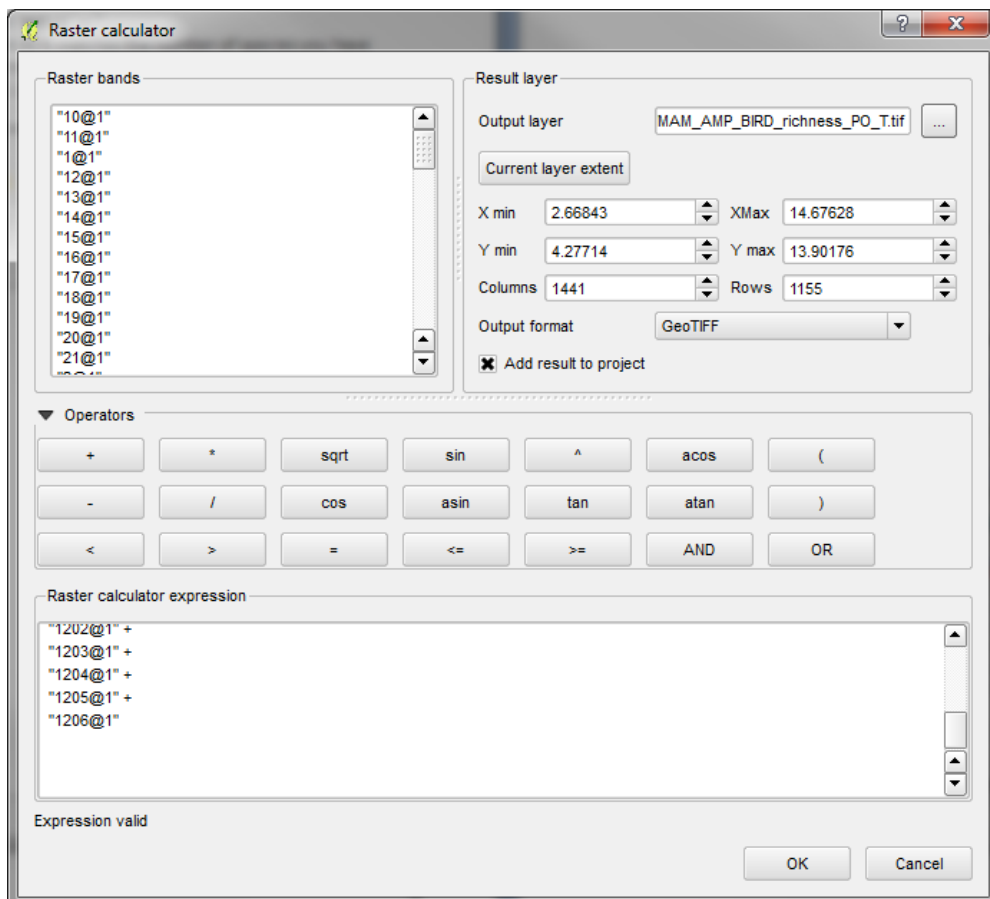 Raster calculator
Raster bands
"10@1"
"11@1"
"1@1"
"12@1"
"13@1"
"14@1"
"15@1"
"16@1"
"17@1"
"18@1"
"19@1"
"20@1"
"21@1"
Result layer
Output layer MAM_AMP_BIRD_richness_PO_T.tif ...
Current layer extent
X min 2.66843 XMax 14.67628
Y min 4.27714 Y max 13.90176
Columns 1441 Rows 1155
Output format GeoTIFF
Add result to project
Operators
+ * sqrt sin ^ acos (
- / cos asin tan atan )
< > = <= >= AND OR
Raster calculator expression
"1202@1" +
"1203@1" +
"1204@1" +
"1205@1" +
"1206@1"
Expression valid
OK Cancel